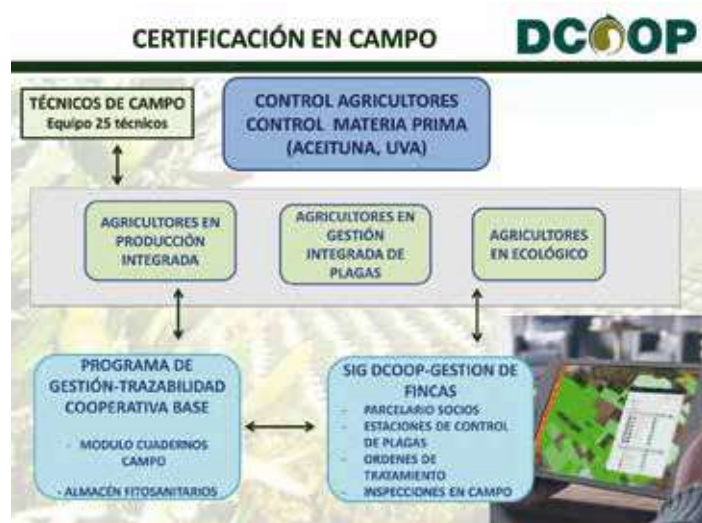 CERTIFICACIÓN EN CAMPO
DCOOP
TÉCNICOS DE CAMPO
Equipo 25 técnicos
CONTROL AGRICULTORES
CONTROL MATERIA PRIMA
(ACEITUNA, UVA)
AGRICULTORES EN
PRODUCCIÓN
INTEGRADA
AGRICULTORES EN
GESTIÓN
INTEGRADA DE
PLAGAS
AGRICULTORES
EN ECOLÓGICO
PROGRAMA DE
GESTIÓN-TRAZABILIDAD
COOPERATIVA BASE
- MODULO CUADERNOS
CAMPO
- ALMACÉN FITOSANITARIOS
SIG DCOOP-GESTION DE
FINCAS
- PARCELARIO SOCIOS
- ESTACIONES DE CONTROL
DE PLAGAS
- ORDENES DE
TRATAMIENTO
- INSPECCIONES EN CAMPO